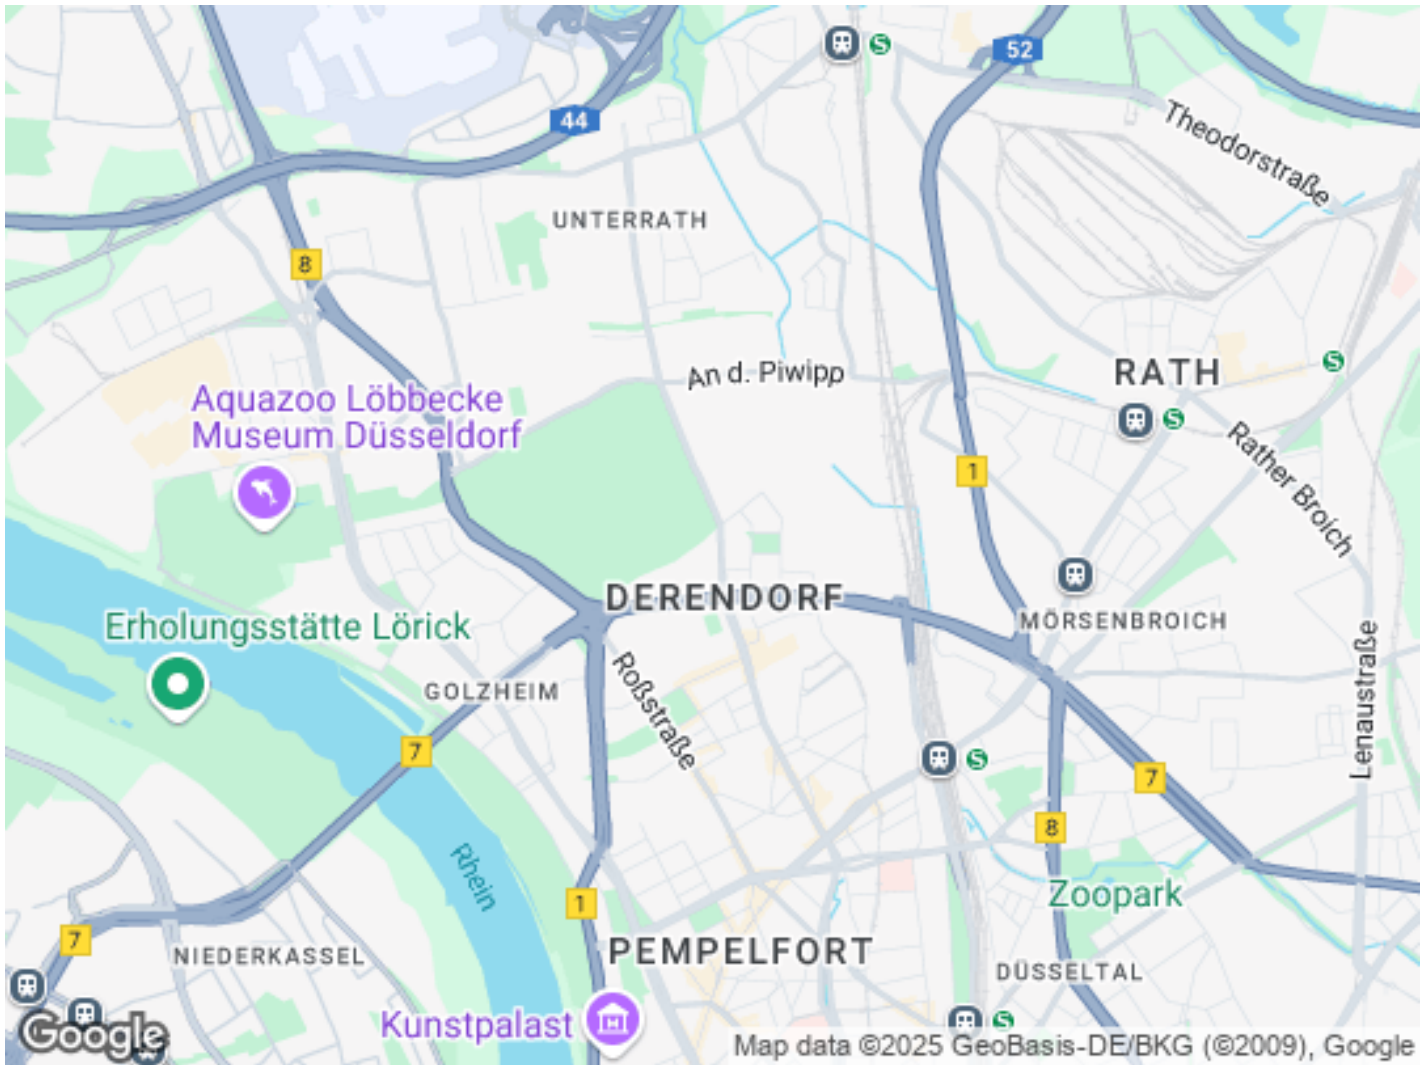 S
52
44
Theodorstraße
UNTERRATH
8
An d. Piwipp
RATH
S
Aquazoo Löbbecke
Museum Düsseldorf
S
Rather Broich
1
DERENDORF
MÖRSENBROICH
Erholungsstätte Lörick
GOLZHEIM
Roßstraße
Lenaustraße
7
S
7
8
Rhein
Zoopark
1
7
NIEDERKASSEL
PEMPELFORT
DÜSSELTAL
Kunstpalast
S
Google
Map data ©2025 GeoBasis-DE/BKG (©2009), Google